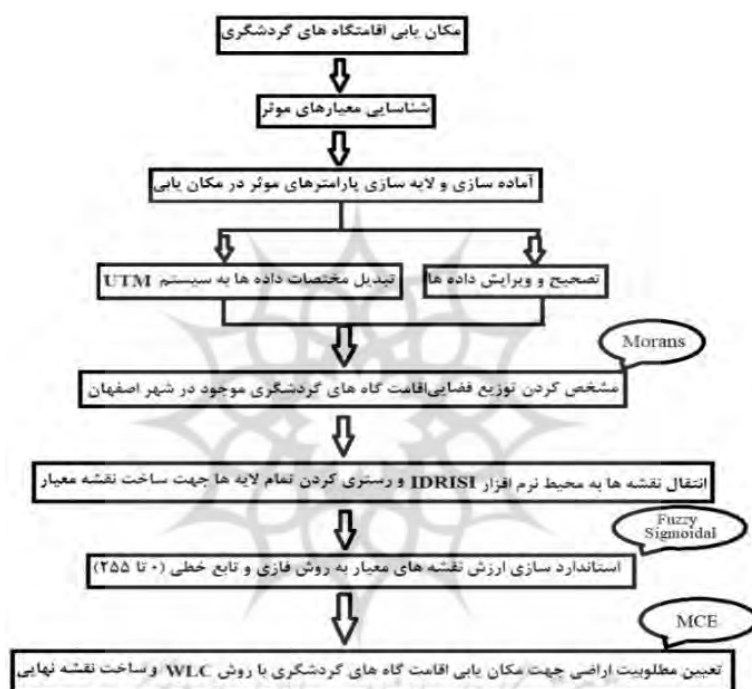 مکان یابی اقامتگاه های گردشگری
شناسایی معیارهای موثر
آماده سازی و لایه سازی پارامترهای موثر در مکان یابی
تصحیح و ویرایش داده ها
تبدیل مختصات داده ها به سیستم UTM
Morans
مشخص کردن توزیع فضایی اقامت گاه های گردشگری موجود در شهر اصفهان
انتقال نقشه ها به محیط نرم افزار IDRISI و رستری کردن تمام لایه ها جهت ساخت نقشه معیار
Fuzzy
Sigmoidal
استاندارد سازی ارزش نقشه های معیار به روش فازی و تابع خطی (۰ تا ۲۵۵)
MCE
تعیین مطلوبیت اراضی جهت مکان یابی اقامت گاه های گردشگری با روش WLC و ساخت نقشه نهایی